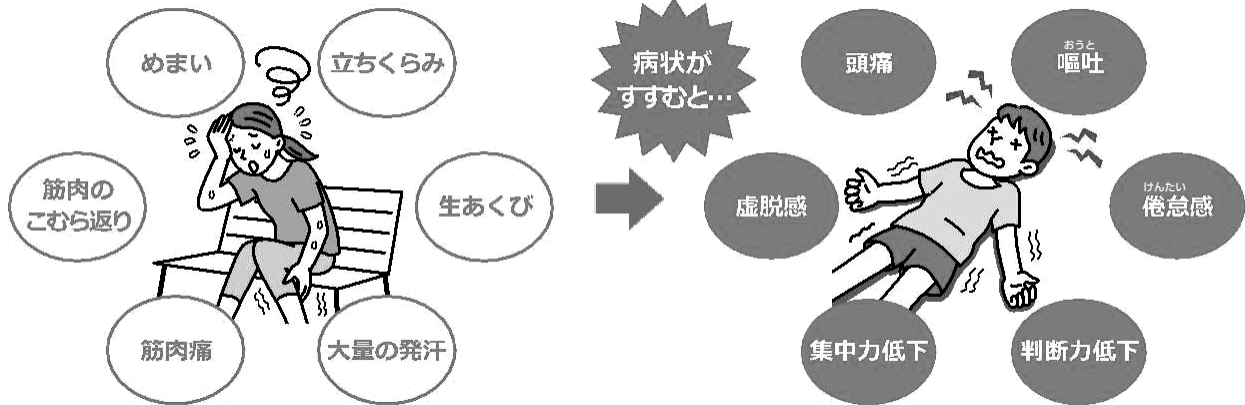 めまい
立ちくらみ
筋肉の
こむら返り
生あくび
筋肉痛
大量の発汗
病状が
すすむと…
頭痛
おうと
嘔吐
虚脱感
けんたい
倦怠感
集中力低下
判断力低下